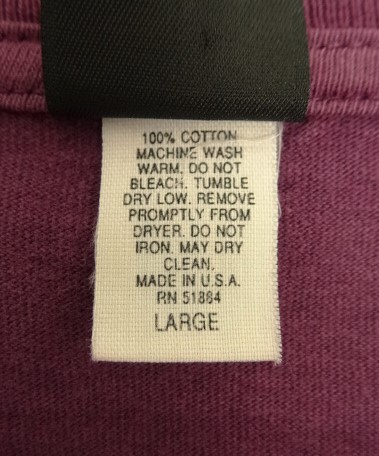 100% COTTON
MACHINE WASH
WARM. DO NOT
BLEACH. TUMBLE
DRY LOW. REMOVE
PROMPTLY FROM
DRYER. DO NOT
IRON. MAY DRY
CLEAN.
MADE IN U.S.A.
RN 51884
LARGE